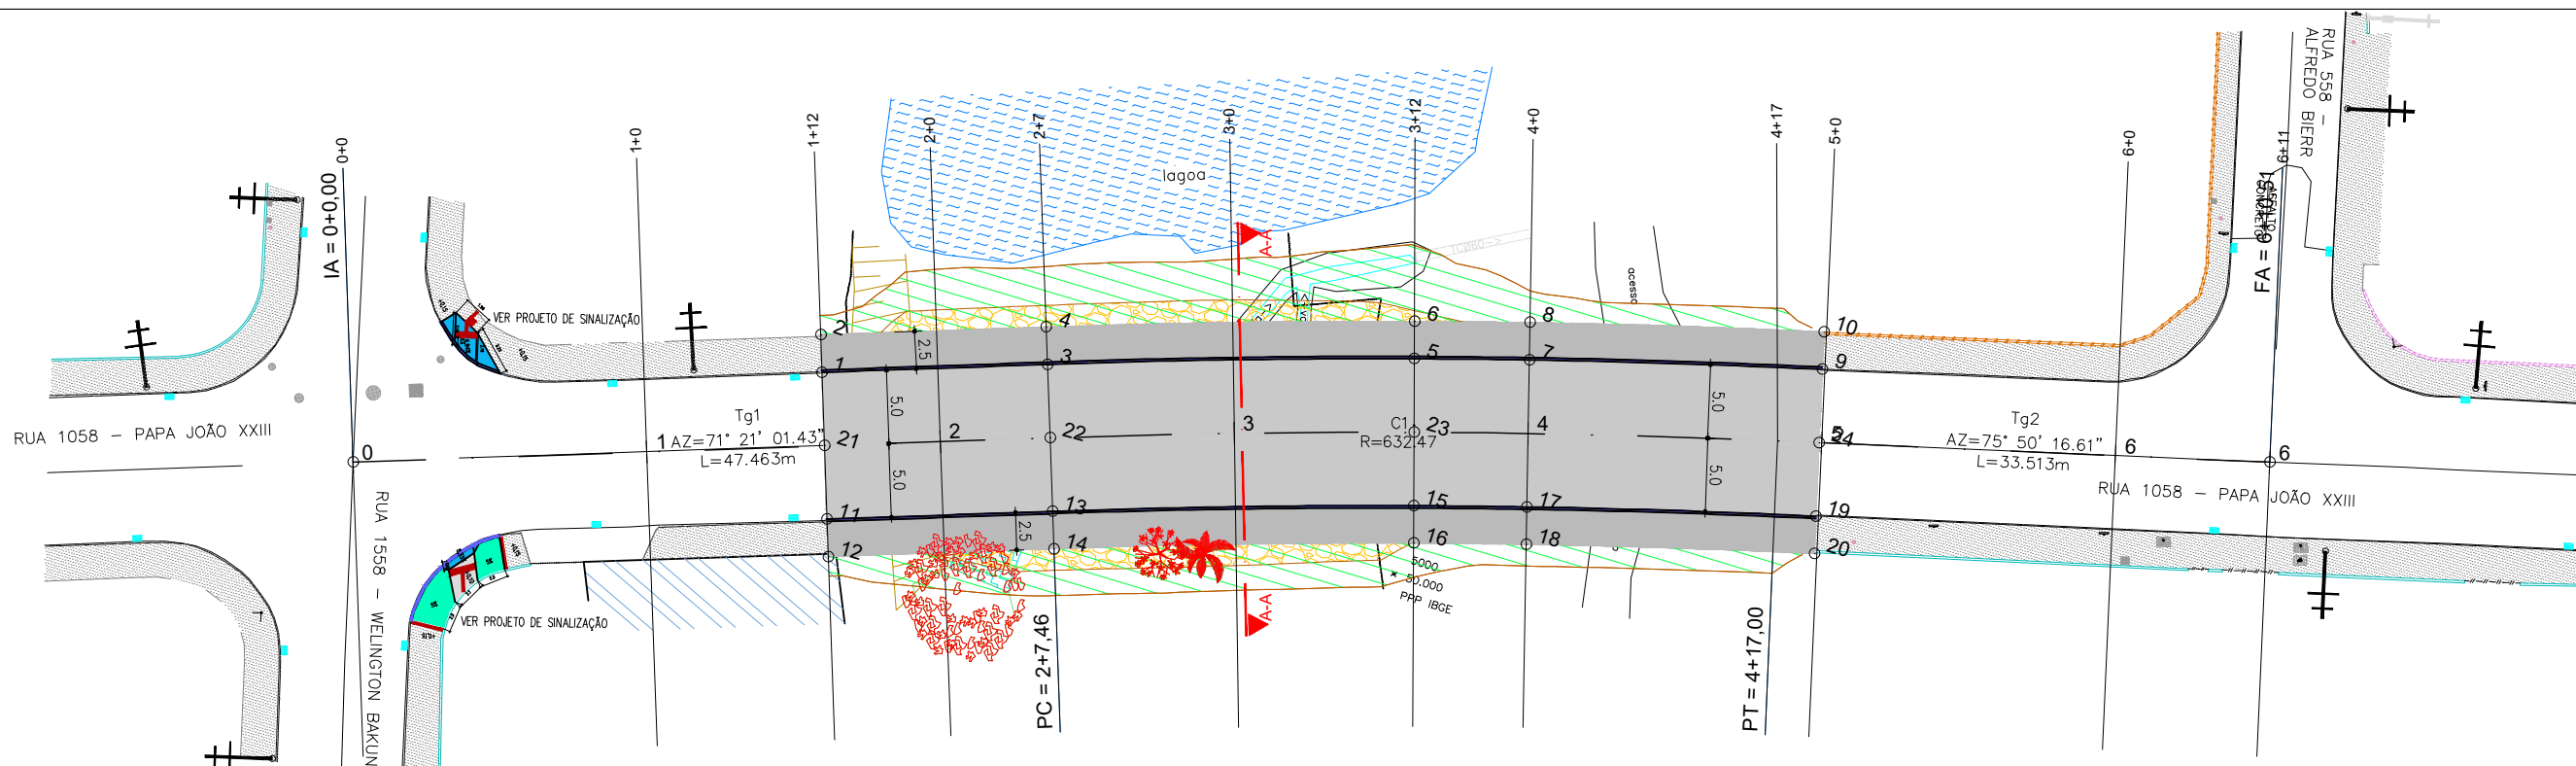 IA = 0+0,00
0+0
1+0
1+12
2+0
2+7
3+0
3+12
4+0
4+17
5+0
6+0
6+11
RUA 558 –
ALFREDO BIERR
lagoa
A-A
TC060->
acesso
VER PROJETO DE SINALIZAÇÃO
2
4
6
8
10
2.5
1
3
5
7
9
RUA 1058 – PAPA JOÃO XXIII
Tg1
1
AZ=71° 21' 01.43"
L=47.463m
0
21
5.0
5.0
2
22
3
C1
R=632.47
23
4
5.0
5.0
24
Tg2
AZ=75° 50' 16.61"
L=33.513m
6
6
RUA 1058 – PAPA JOÃO XXIII
11
13
15
17
19
12
14
16
18
20
2.5
5000
50.000
PPP IBGE
A-A
VER PROJETO DE SINALIZAÇÃO
RUA 1558 – WELINGTON BAKUN
PC = 2+7,46
PT = 4+17,00